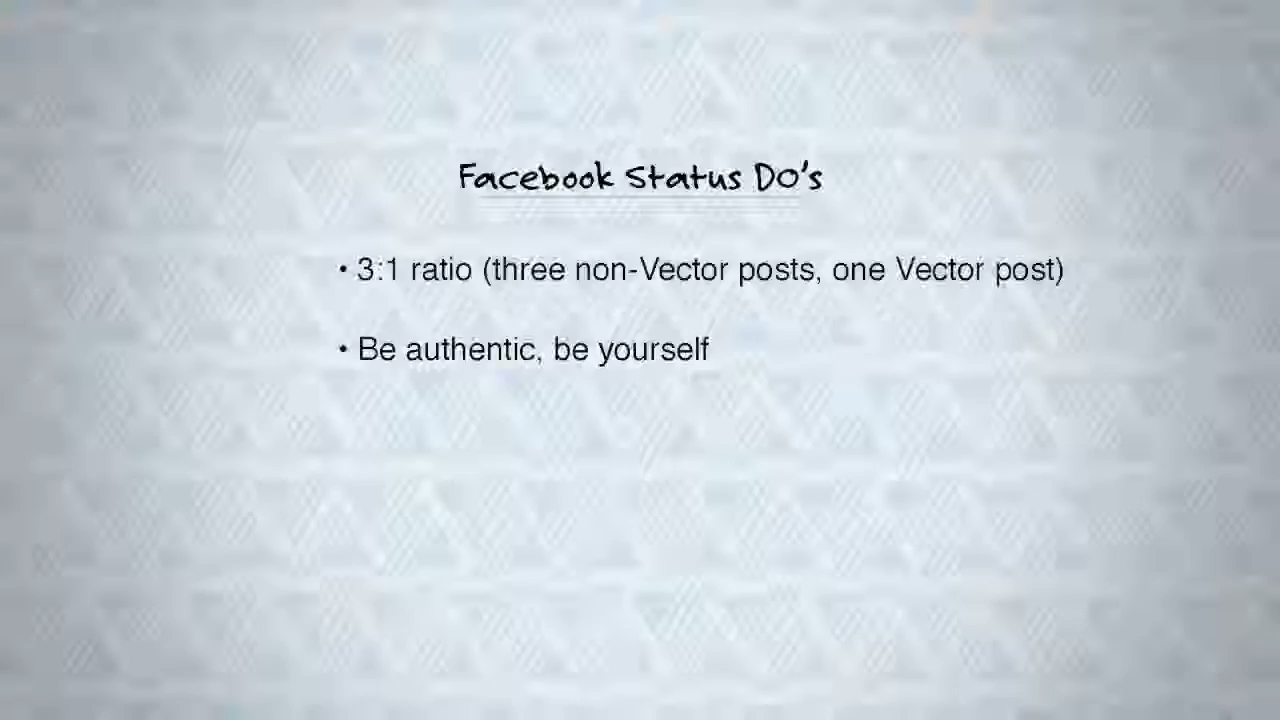 Facebook Status DO's
• 3:1 ratio (three non-Vector posts, one Vector post)
• Be authentic, be yourself